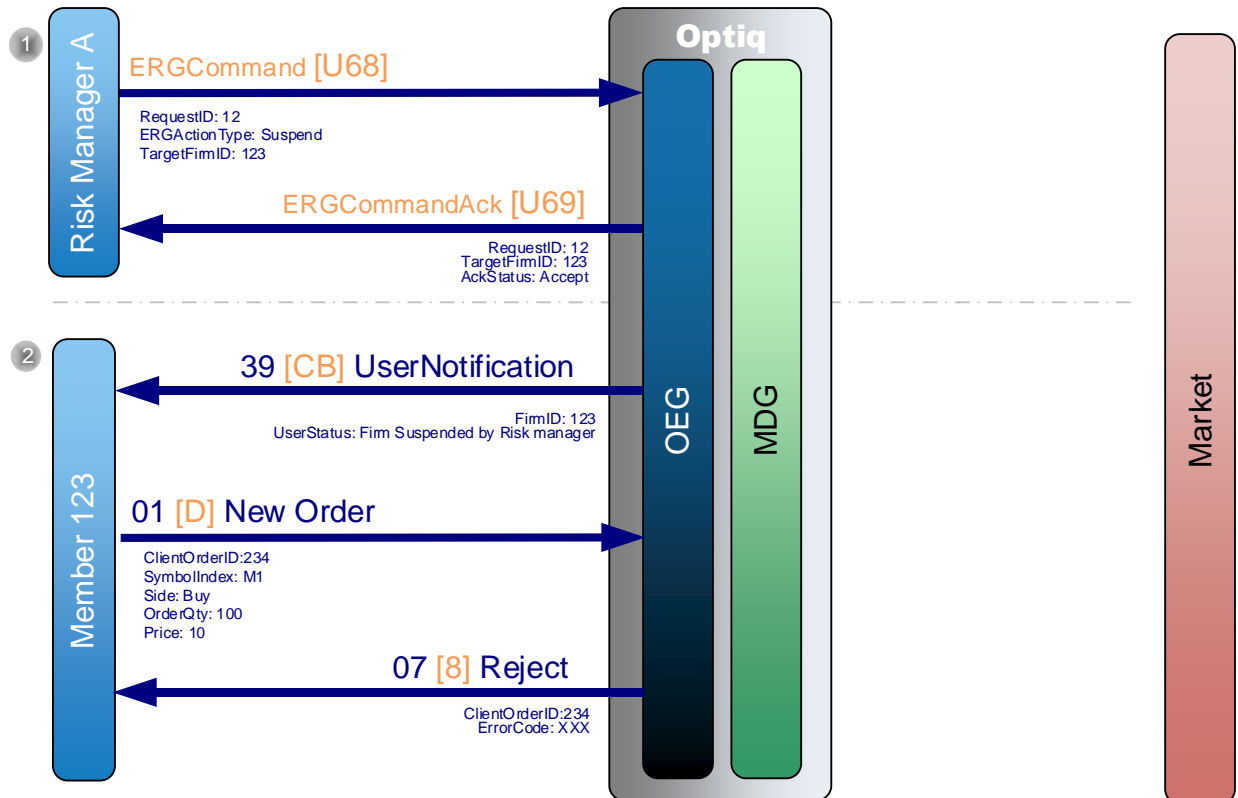 Optiq
1
Risk Manager A
ERGCommand [U68]
RequestID: 12
ERGActionType: Suspend
TargetFirmID: 123
ERGCommandAck [U69]
RequestID: 12
TargetFirmID: 123
AckStatus: Accept
OEG
MDG
Market
2
Member 123
39 [CB] UserNotification
FirmID: 123
UserStatus: Firm Suspended by Risk manager
01 [D] New Order
ClientOrderID:234
SymbolIndex: M1
Side: Buy
OrderQty: 100
Price: 10
07 [8] Reject
ClientOrderID:234
ErrorCode: XXX